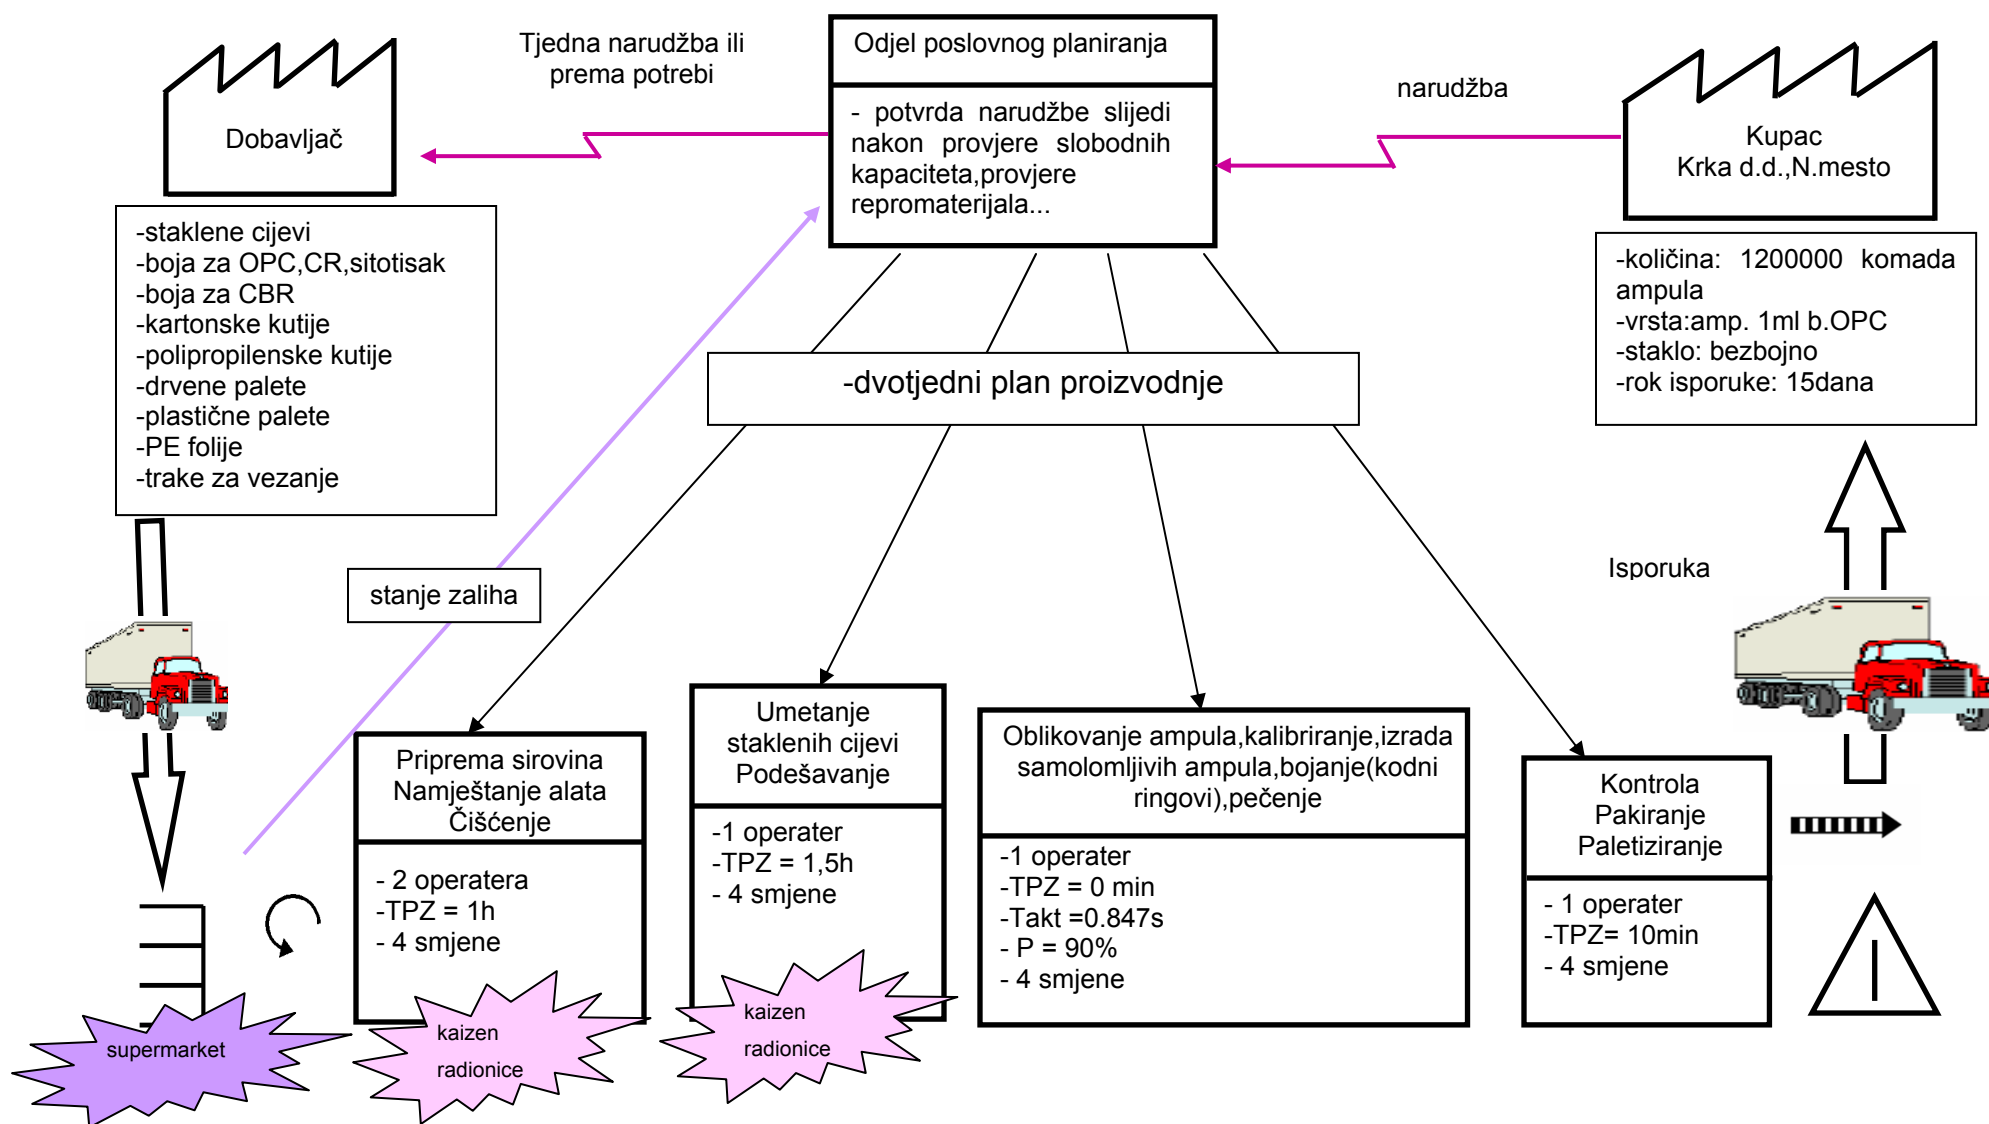 Tjedna narudžba ili
prema potrebi
Odjel poslovnog planiranja
- potvrda narudžbe slijedi
nakon provjere slobodnih
kapaciteta,provjere
repromaterijala...
narudžba
Dobavljač
Kupac
Krka d.d.,N.mesto
-staklene cijevi
-boja za OPC,CR,sitotisak
-boja za CBR
-kartonske kutije
-polipropilenske kutije
-drvene palete
-plastične palete
-PE folije
-trake za vezanje
-količina: 1200000 komada
ampula
-vrsta:amp. 1ml b.OPC
-staklo: bezbojno
-rok isporuke: 15dana
-dvotjedni plan proizvodnje
stanje zaliha
Isporuka
Priprema sirovina
Namještanje alata
Čišćenje
- 2 operatera
-TPZ = 1h
- 4 smjene
Umetanje
staklenih cijevi
Podešavanje
-1 operater
-TPZ = 1,5h
- 4 smjene
Oblikovanje ampula,kalibriranje,izrada
samolomljivih ampula,bojanje(kodni
ringovi),pečenje
-1 operater
-TPZ = 0 min
-Takt =0.847s
- P = 90%
- 4 smjene
Kontrola
Pakiranje
Paletiziranje
- 1 operater
-TPZ= 10min
- 4 smjene
I
supermarket
kaizen
radionice
kaizen
radionice